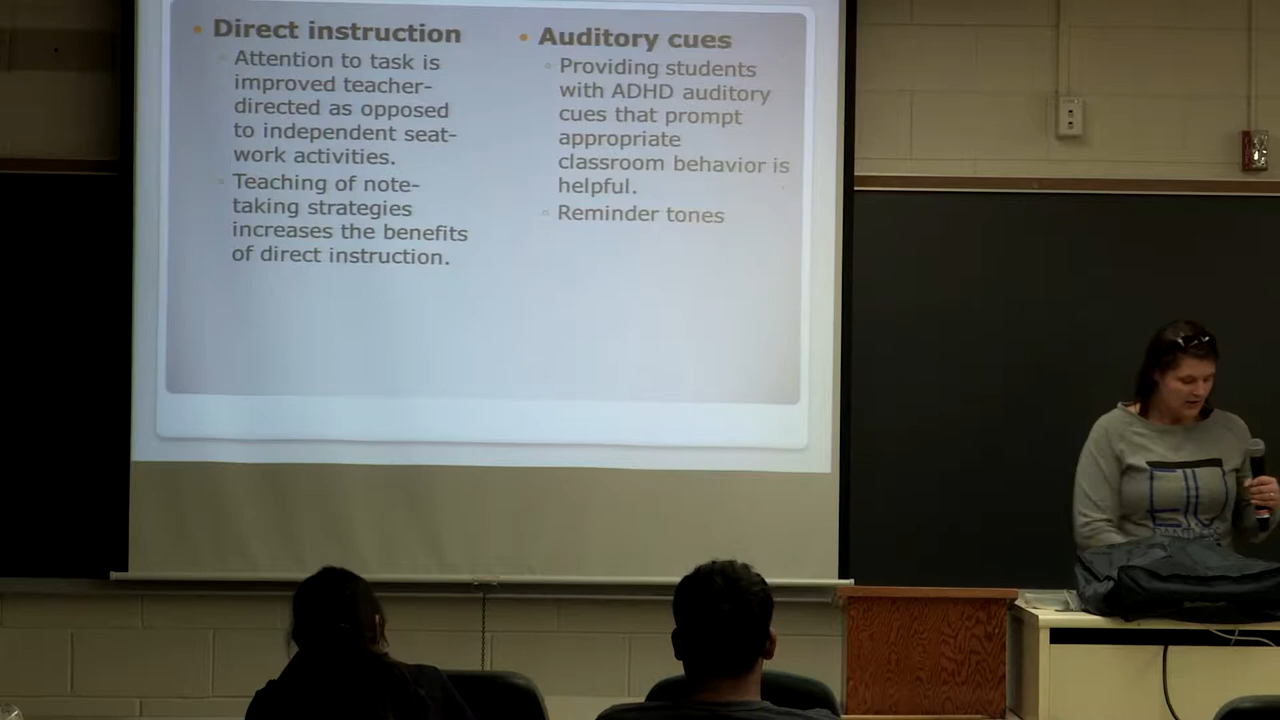 • Direct instruction
◦ Attention to task is
improved teacher-
directed as opposed
to independent seat-
work activities.
◦ Teaching of note-
taking strategies
increases the benefits
of direct instruction.
• Auditory cues
◦ Providing students
with ADHD auditory
cues that prompt
appropriate
classroom behavior is
helpful.
◦ Reminder tones
EIU
PANTHERS